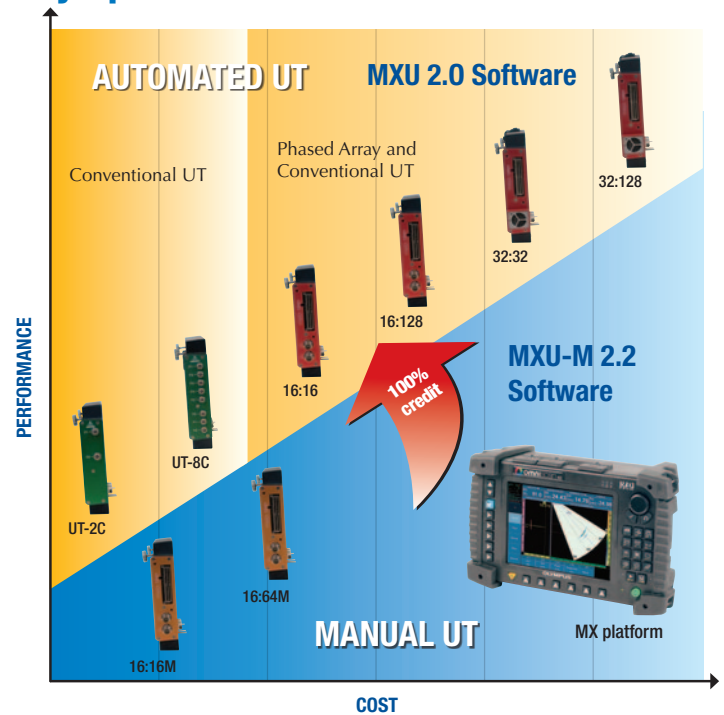 AUTOMATED UT
MXU 2.0 Software
Conventional UT
Phased Array and
Conventional UT
32:128
32:32
16:128
16:16
UT-8C
UT-2C
PERFORMANCE
MXU-M 2.2
Software
100%
credit
16:64M
16:16M
MANUAL UT
OLYMPUS
MX platform
COST